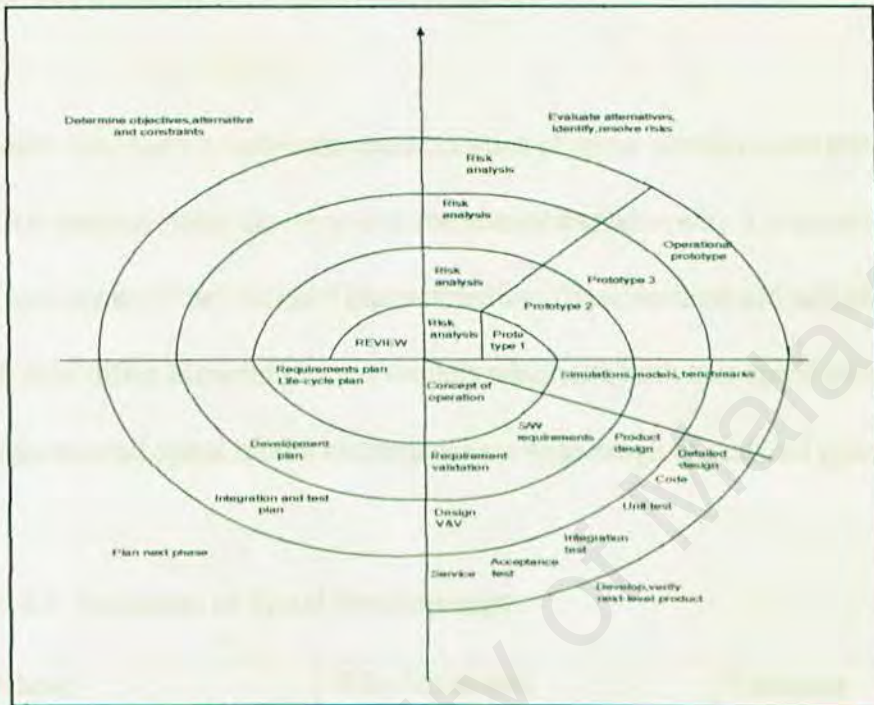 Determine objectives,alternative
and constraints
Evaluate alternatives,
Identify,resolve risks
Risk
analysis
Risk
analysis
Operational
prototype
Risk
analysis
Prototype 3
Prototype 2
REVIEW
Risk
analysis
Proto
type 1
Requirements plan
Life-cycle plan
Concept of
operation
Simulations,models,benchmarks
S/W
requirements
Product
design
Detailed
design
Development
plan
Requirement
validation
Code
Integration and test
plan
Design
V&V
Unit test
Integration
test
Plan next phase
Service
Acceptance
test
Develop,verify
next-level product
of Malay